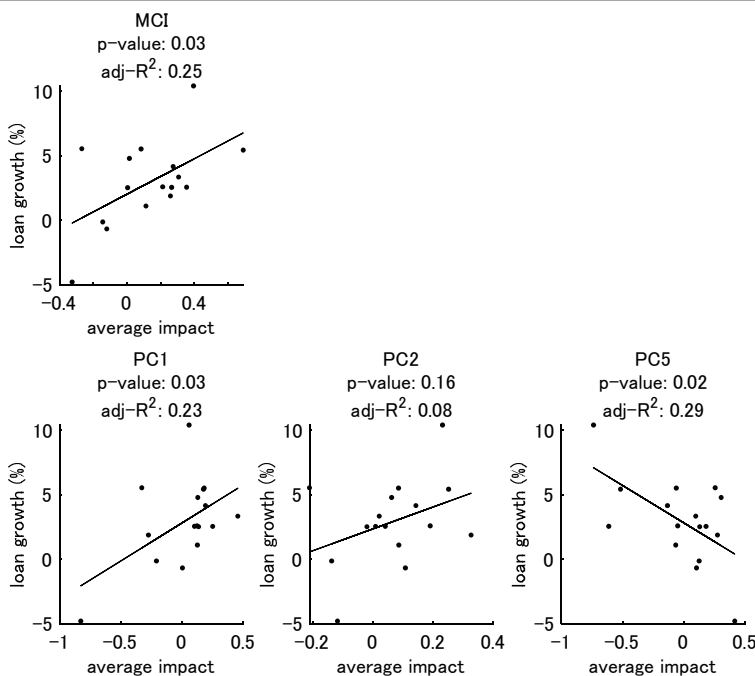 MCI
p-value: 0.03
adj-R²: 0.25
10
5
0
-5
loan growth (%)
-0.4 0 0.4
average impact
PC1
p-value: 0.03
adj-R²: 0.23
10
5
0
-5
loan growth (%)
-1 -0.5 0 0.5
average impact
PC2
p-value: 0.16
adj-R²: 0.08
10
5
0
-5
loan growth (%)
-0.2 0 0.2 0.4
average impact
PC5
p-value: 0.02
adj-R²: 0.29
10
5
0
-5
loan growth (%)
-1 -0.5 0 0.5
average impact